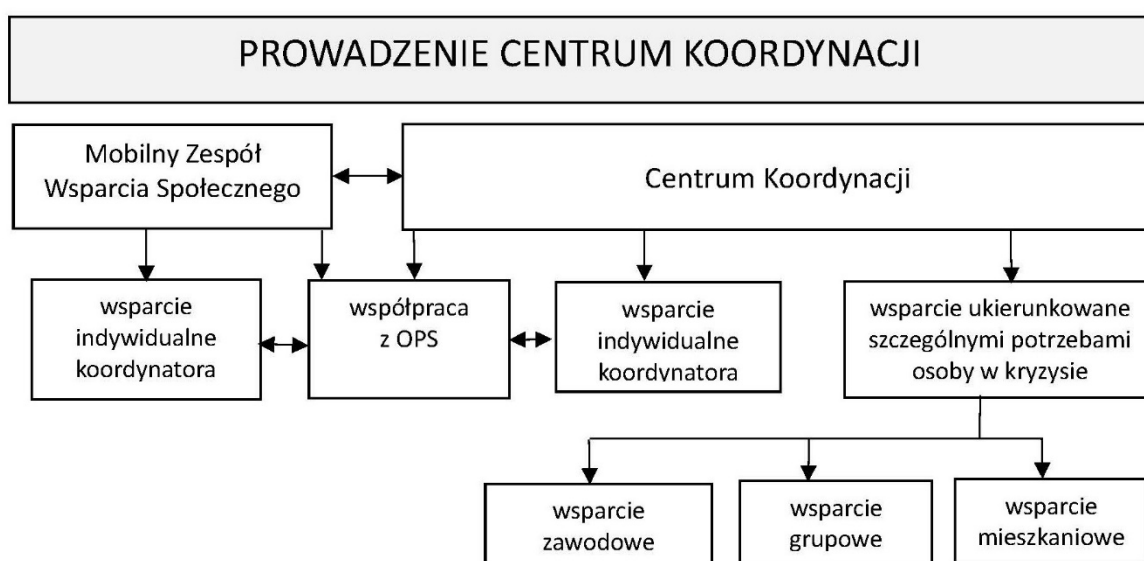 PROWADZENIE CENTRUM KOORDYNACJI
Mobilny Zespół
Wsparcia Społecznego
Centrum Koordynacji
wsparcie
indywidualne
koordynatora
współpraca
z OPS
wsparcie
indywidualne
koordynatora
wsparcie ukierunkowane
szczególnymi potrzebami
osoby w kryzysie
wsparcie
zawodowe
wsparcie
grupowe
wsparcie
mieszkaniowe